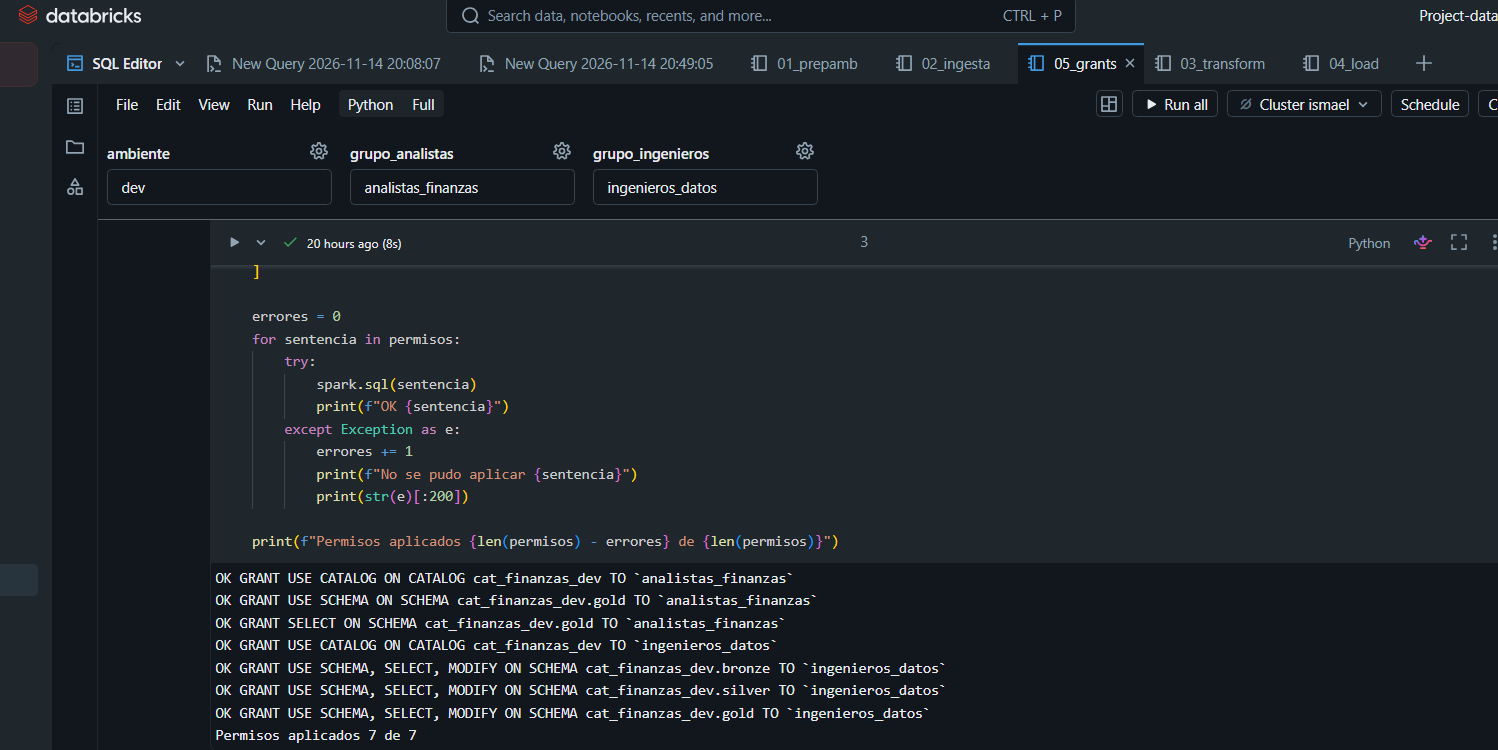 databricks
Search data, notebooks, recents, and more... CTRL + P
Project-data
SQL Editor New Query 2026-11-14 20:08:07 New Query 2026-11-14 20:49:05 01_prepamb 02_ingesta 05_grants 03_transform 04_load
File Edit View Run Help Python Full Run all Cluster ismael Schedule C
ambiente grupo_analistas grupo_ingenieros
dev analistas_finanzas ingenieros_datos
20 hours ago (8s) 3 Python
]
errores = 0
for sentencia in permisos:
try:
spark.sql(sentencia)
print(f"OK {sentencia}")
except Exception as e:
errores += 1
print(f"No se pudo aplicar {sentencia}")
print(str(e)[:200])
print(f"Permisos aplicados {len(permisos) - errores} de {len(permisos)}")
OK GRANT USE CATALOG ON CATALOG cat_finanzas_dev TO `analistas_finanzas`
OK GRANT USE SCHEMA ON SCHEMA cat_finanzas_dev.gold TO `analistas_finanzas`
OK GRANT SELECT ON SCHEMA cat_finanzas_dev.gold TO `analistas_finanzas`
OK GRANT USE CATALOG ON CATALOG cat_finanzas_dev TO `ingenieros_datos`
OK GRANT USE SCHEMA, SELECT, MODIFY ON SCHEMA cat_finanzas_dev.bronze TO `ingenieros_datos`
OK GRANT USE SCHEMA, SELECT, MODIFY ON SCHEMA cat_finanzas_dev.silver TO `ingenieros_datos`
OK GRANT USE SCHEMA, SELECT, MODIFY ON SCHEMA cat_finanzas_dev.gold TO `ingenieros_datos`
Permisos aplicados 7 de 7